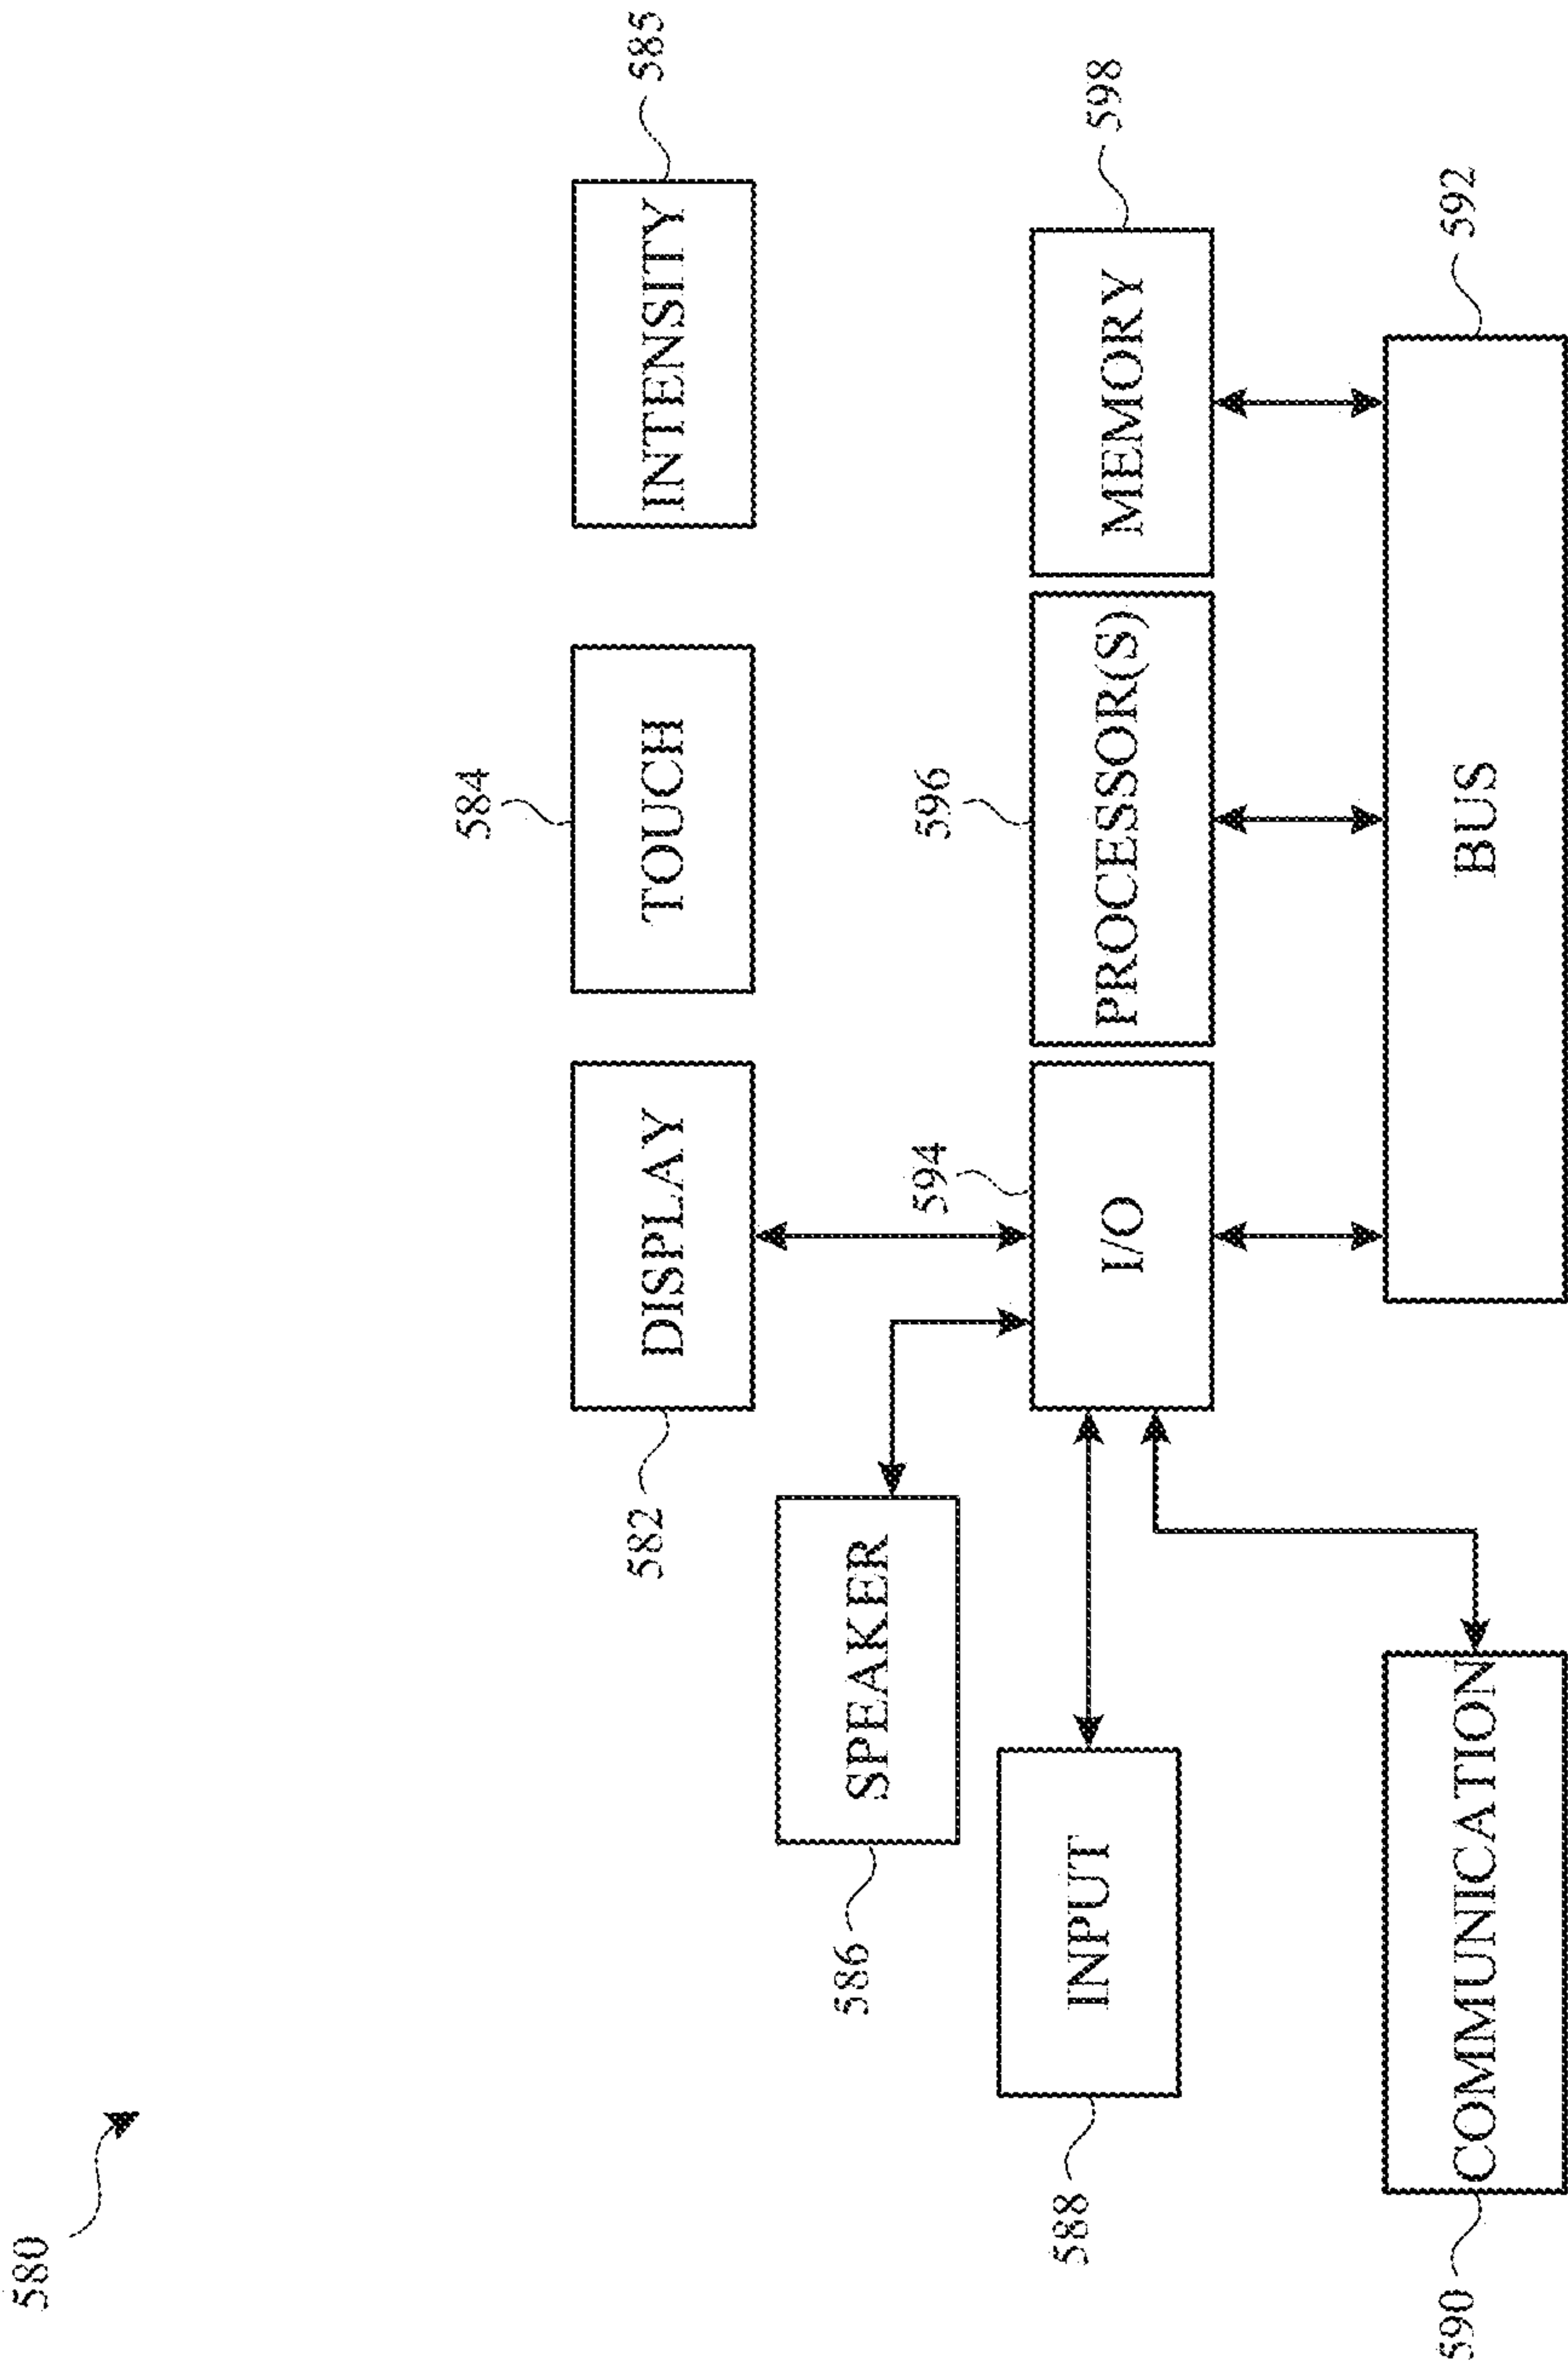 580
582
DISPLAY
584
TOUCH
INTENSITY
585
586
SPEAKER
588
INPUT
594
I/O
596
PROCESSOR(S)
MEMORY
598
590
COMMUNICATION
BUS
592